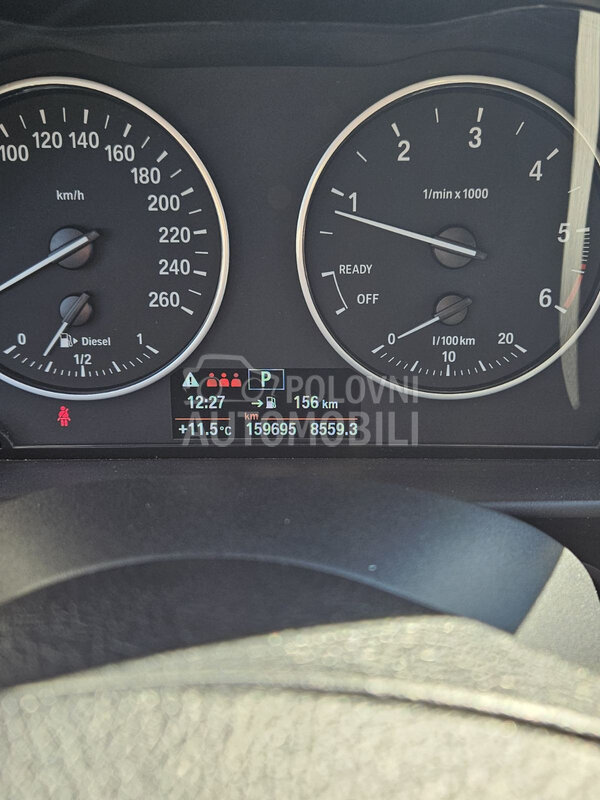 100 120 140 160 180 200 220 240 260
km/h
Diesel
0 1/2 1
1 2 3 4 5 6
1/min x 1000
READY
OFF
l/100km
0 10 20
P
12:27 156 km
km
+11.5°C 159695 8559.3
POLOVNI
AUTOMOBILI